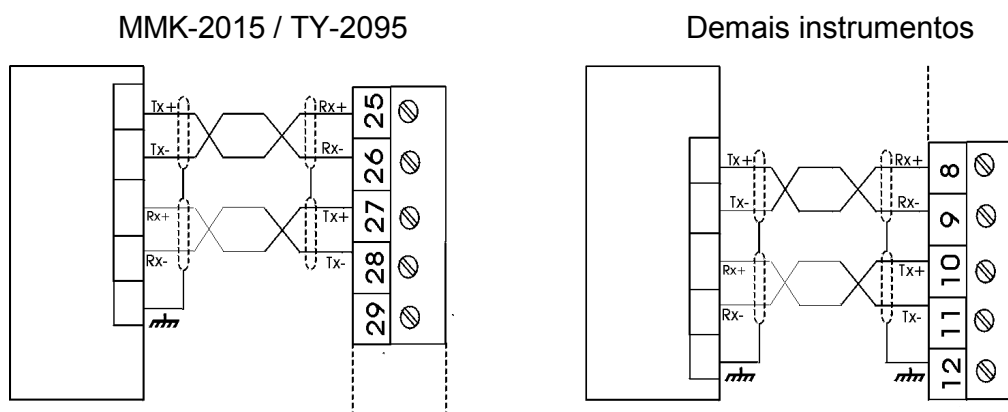 MMK-2015 / TY-2095
Tx+
Rx+
25
Tx-
Rx-
26
Rx+
Tx+
27
Rx-
Tx-
28
29
Demais instrumentos
Tx+
Rx+
8
Tx-
Rx-
9
Rx+
Tx+
10
Rx-
Tx-
11
12